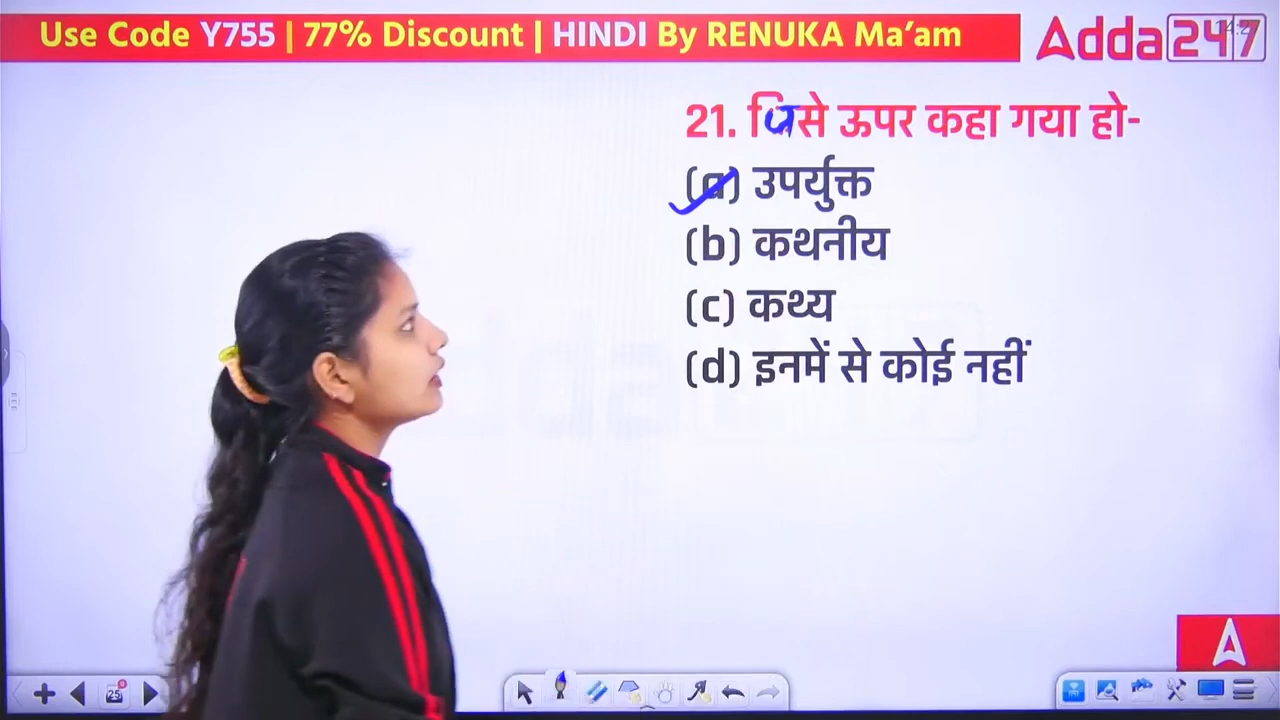 Use Code Y755 | 77% Discount | HINDI By RENUKA Ma’am
Adda247
21. जिसे ऊपर कहा गया हो-
(a) उपर्युक्त
(b) कथनीय
(c) कथ्य
(d) इनमें से कोई नहीं
25